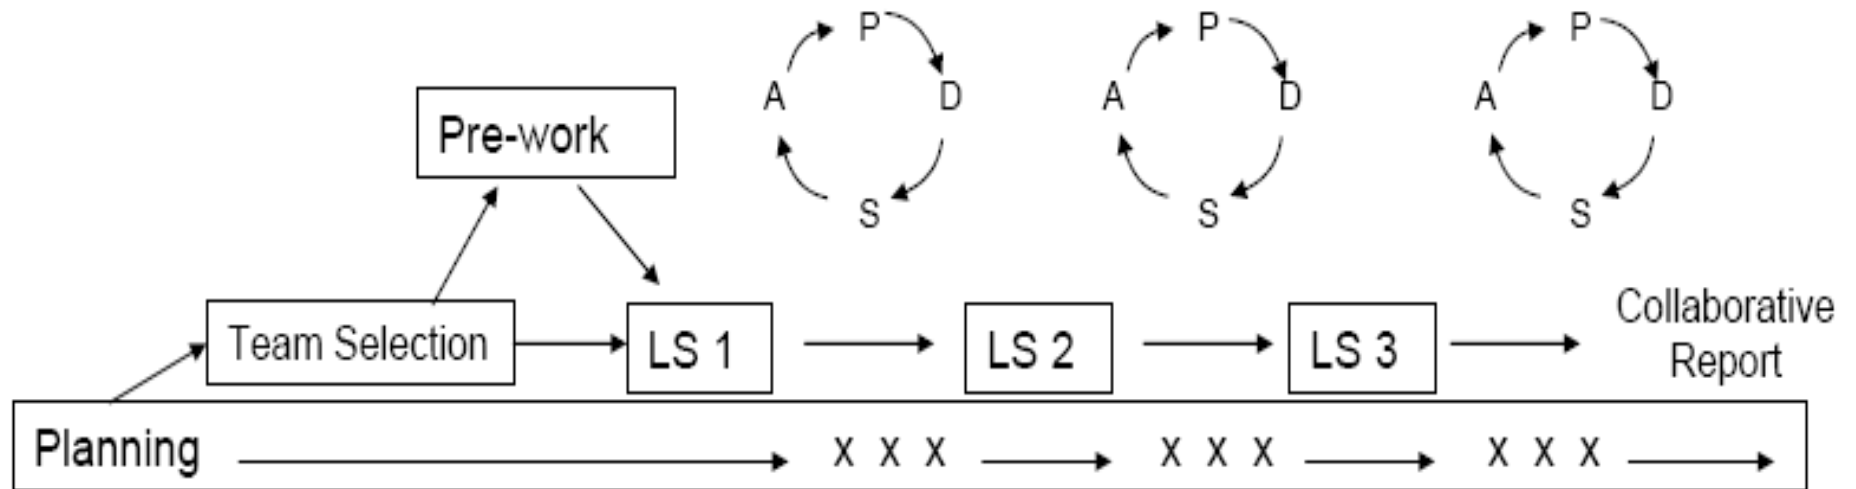 P
P
P
A
D
A
D
A
D
Pre-work
S
S
S
Team Selection
LS 1
LS 2
LS 3
Collaborative
Report
Planning
X X X
X X X
X X X